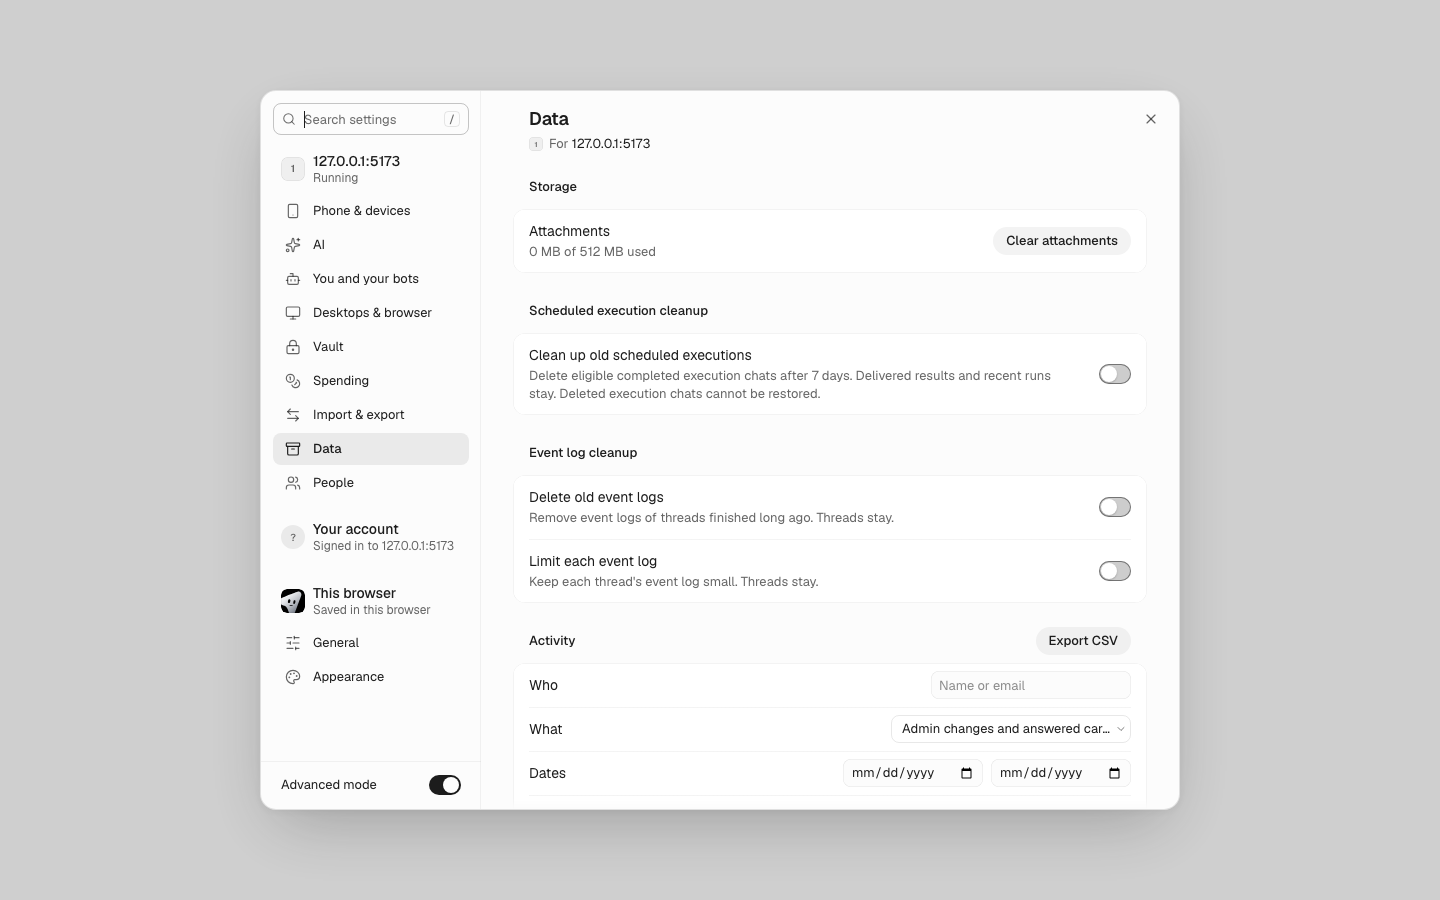 Search settings
/
1
127.0.0.1:5173
Running
Phone & devices
AI
You and your bots
Desktops & browser
Vault
Spending
Import & export
Data
People
?
Your account
Signed in to 127.0.0.1:5173
This browser
Saved in this browser
General
Appearance
Advanced mode
Data
1 For 127.0.0.1:5173
Storage
Attachments
0 MB of 512 MB used
Clear attachments
Scheduled execution cleanup
Clean up old scheduled executions
Delete eligible completed execution chats after 7 days. Delivered results and recent runs
stay. Deleted execution chats cannot be restored.
Event log cleanup
Delete old event logs
Remove event logs of threads finished long ago. Threads stay.
Limit each event log
Keep each thread's event log small. Threads stay.
Activity
Export CSV
Who
Name or email
What
Admin changes and answered car...
Dates
mm/dd/yyyy
mm/dd/yyyy